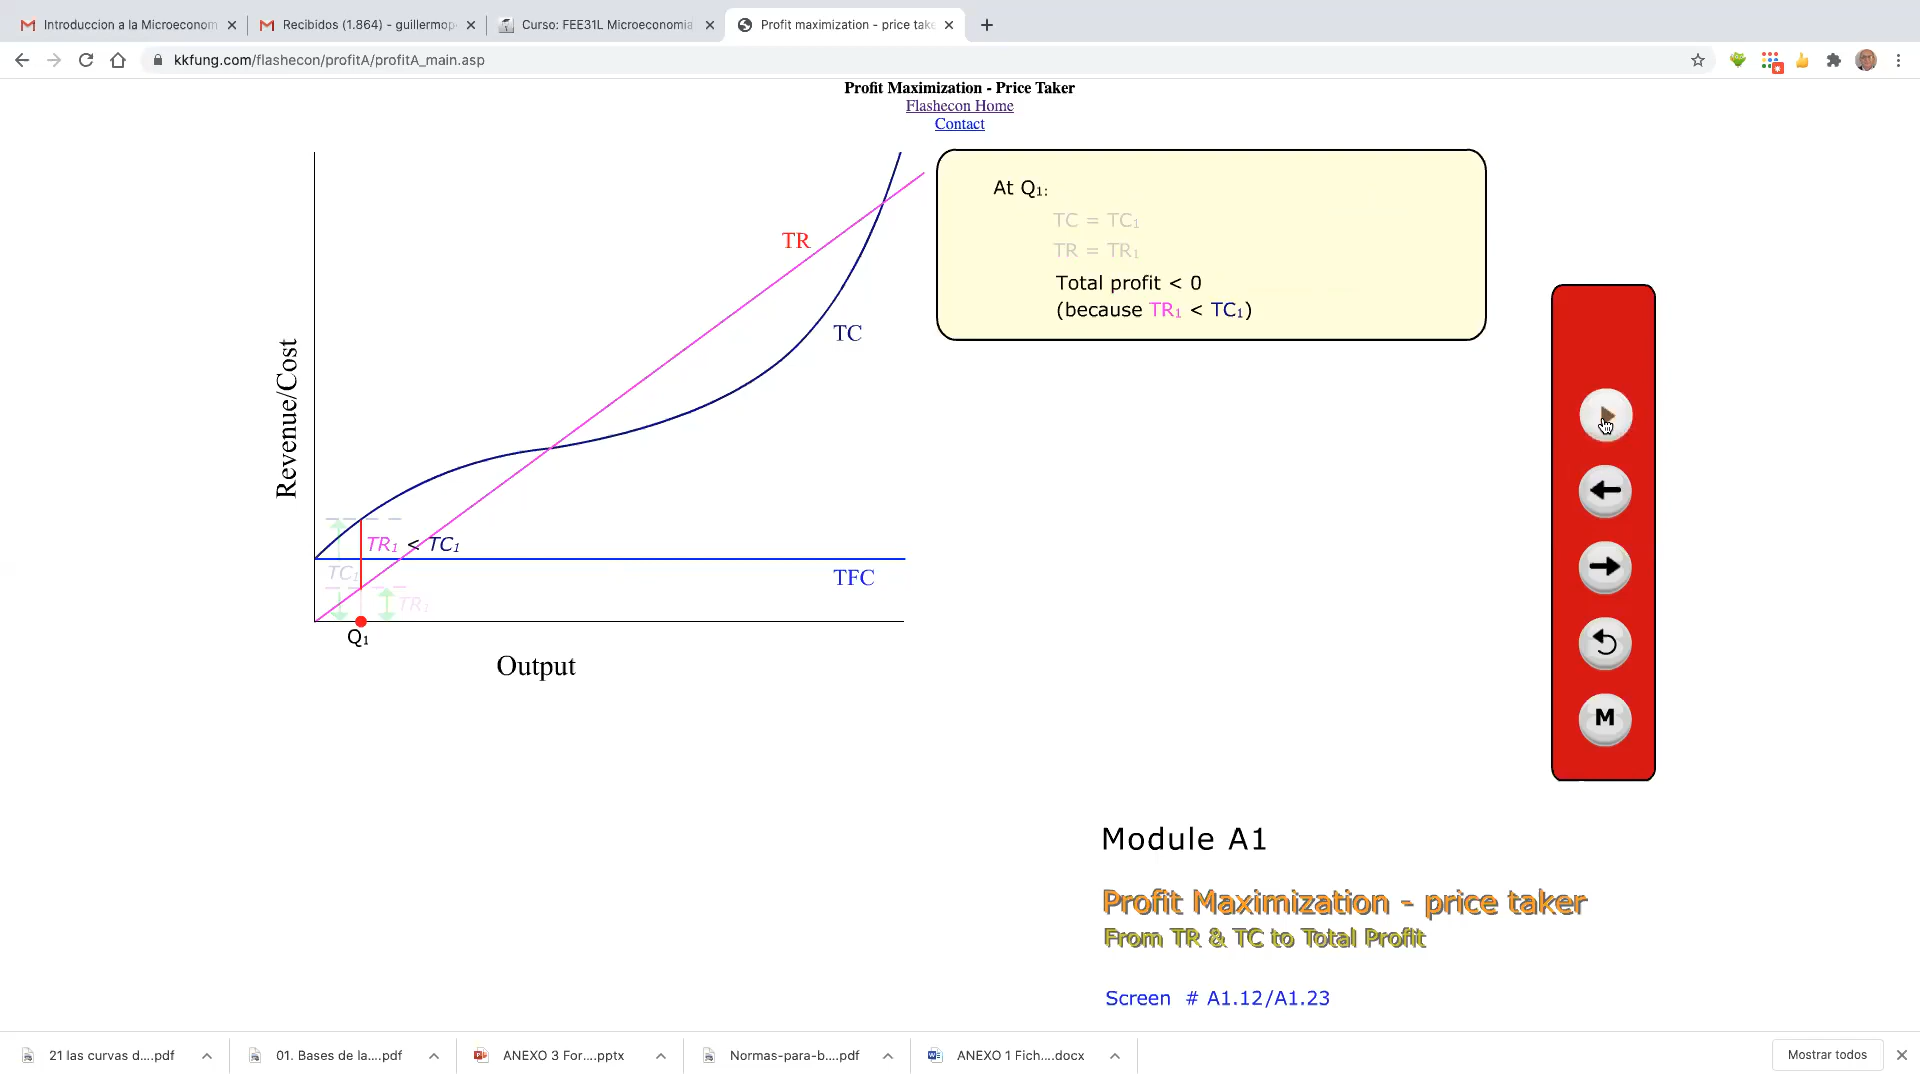 Introduccion a la Microeconom
Recibidos (1.864) - guillermop
Curso: FEE31L Microeconomia
Profit maximization - price take
kkfung.com/flashecon/profitA/profitA_main.asp
Profit Maximization - Price Taker
Flashecon Home
Contact
At Q1:
TC = TC1
TR = TR1
Total profit < 0
(because TR1 < TC1)
TR
TC
Revenue/Cost
TR1 < TC1
TC1
TFC
TR1
Q1
Output
M
Module A1
Profit Maximization - price taker
From TR & TC to Total Profit
Screen # A1.12/A1.23
21 las curvas d....pdf
01. Bases de la....pdf
ANEXO 3 For....pptx
Normas-para-b....pdf
ANEXO 1 Fich....docx
Mostrar todos